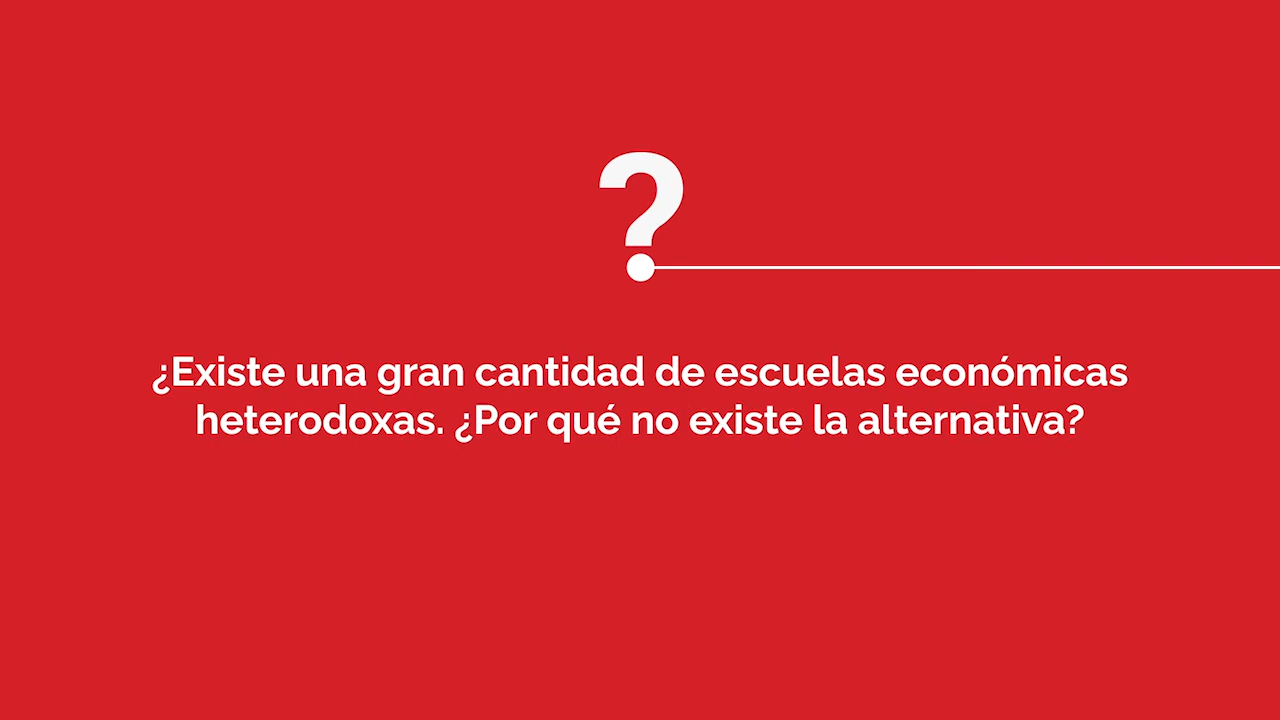 ¿Existe una gran cantidad de escuelas económicas
heterodoxas. ¿Por qué no existe la alternativa?